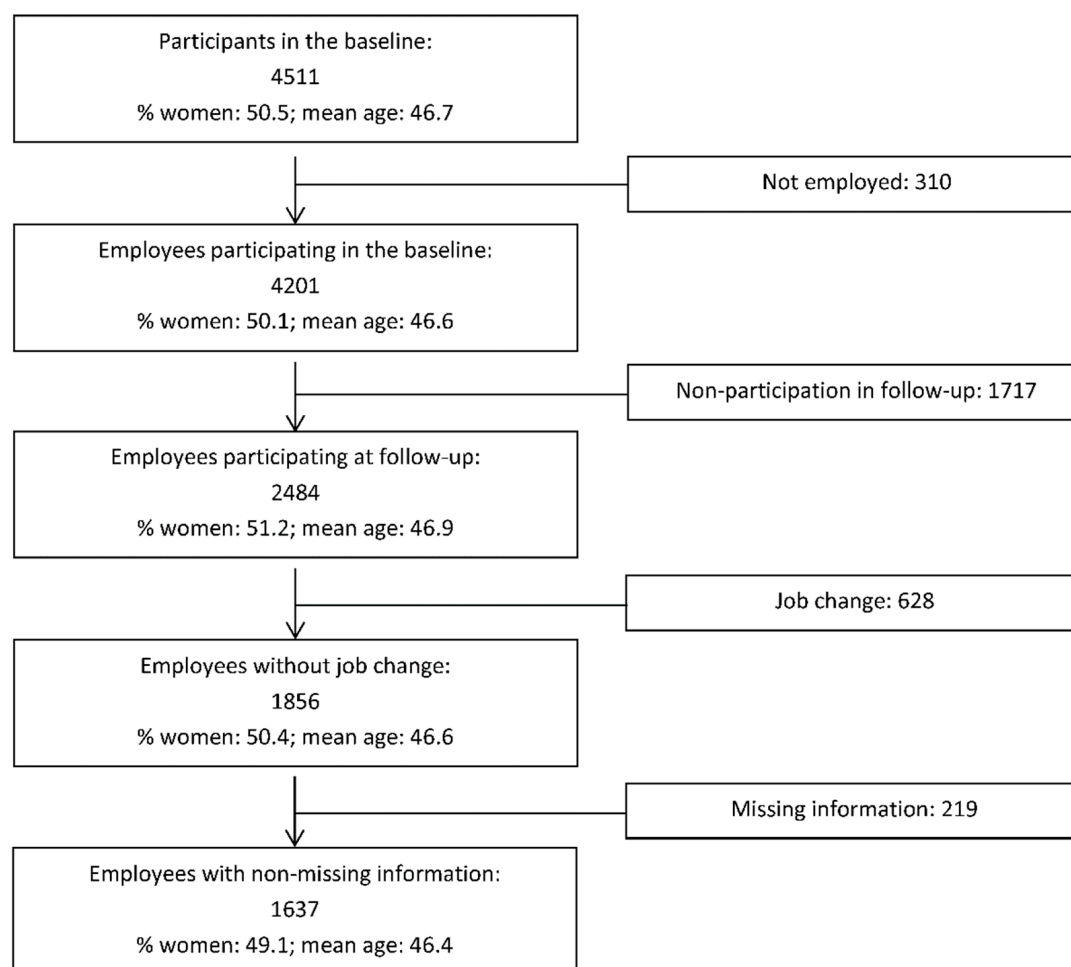 Participants in the baseline:
4511
% women: 50.5; mean age: 46.7
Not employed: 310
Employees participating in the baseline:
4201
% women: 50.1; mean age: 46.6
Non-participation in follow-up: 1717
Employees participating at follow-up:
2484
% women: 51.2; mean age: 46.9
Job change: 628
Employees without job change:
1856
% women: 50.4; mean age: 46.6
Missing information: 219
Employees with non-missing information:
1637
% women: 49.1; mean age: 46.4